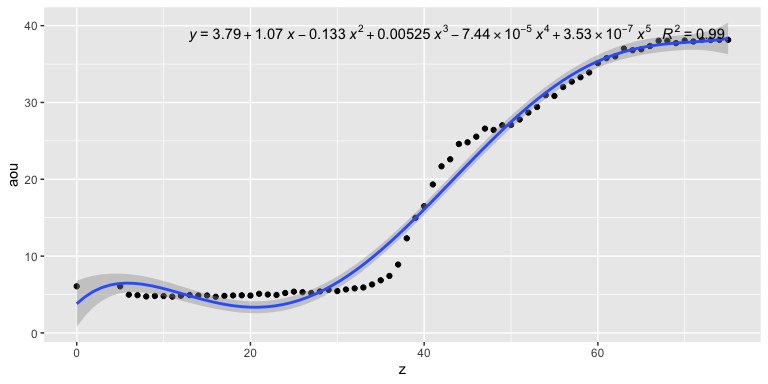 y = 3.79 + 1.07 x − 0.133 x² + 0.00525 x³ − 7.44 × 10⁻⁵ x⁴ + 3.53 × 10⁻⁷ x⁵ R² = 0.99
40
30
20
10
0
aou
0 20 40 60
z